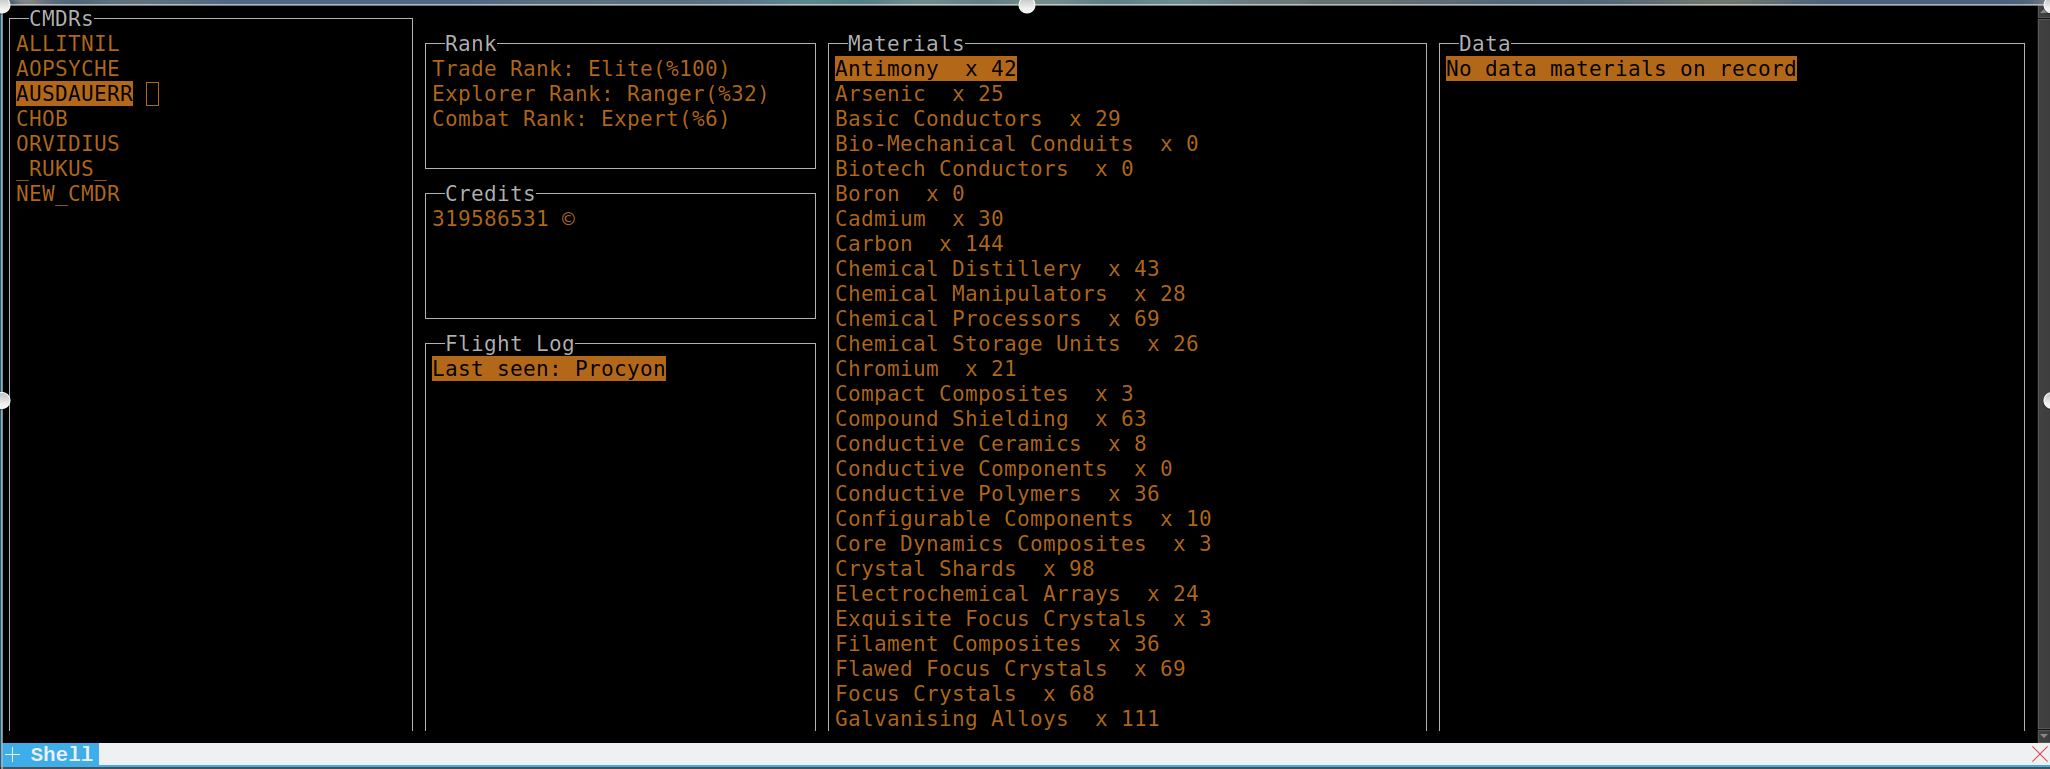 CMDRs
ALLITNIL
AOPSYCHE
AUSDAUERR
CHOB
ORVIDIUS
_RUKUS_
NEW_CMDR
Rank
Trade Rank: Elite(%100)
Explorer Rank: Ranger(%32)
Combat Rank: Expert(%6)
Credits
319586531 ©
Flight Log
Last seen: Procyon
Materials
Antimony  x 42
Arsenic  x 25
Basic Conductors  x 29
Bio-Mechanical Conduits  x 0
Biotech Conductors  x 0
Boron  x 0
Cadmium  x 30
Carbon  x 144
Chemical Distillery  x 43
Chemical Manipulators  x 28
Chemical Processors  x 69
Chemical Storage Units  x 26
Chromium  x 21
Compact Composites  x 3
Compound Shielding  x 63
Conductive Ceramics  x 8
Conductive Components  x 0
Conductive Polymers  x 36
Configurable Components  x 10
Core Dynamics Composites  x 3
Crystal Shards  x 98
Electrochemical Arrays  x 24
Exquisite Focus Crystals  x 3
Filament Composites  x 36
Flawed Focus Crystals  x 69
Focus Crystals  x 68
Galvanising Alloys  x 111
Data
No data materials on record
Shell